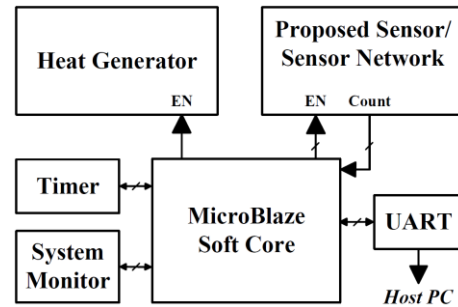 Heat Generator
EN
Proposed Sensor/
Sensor Network
EN Count
Timer
MicroBlaze
Soft Core
UART
System
Monitor
Host PC